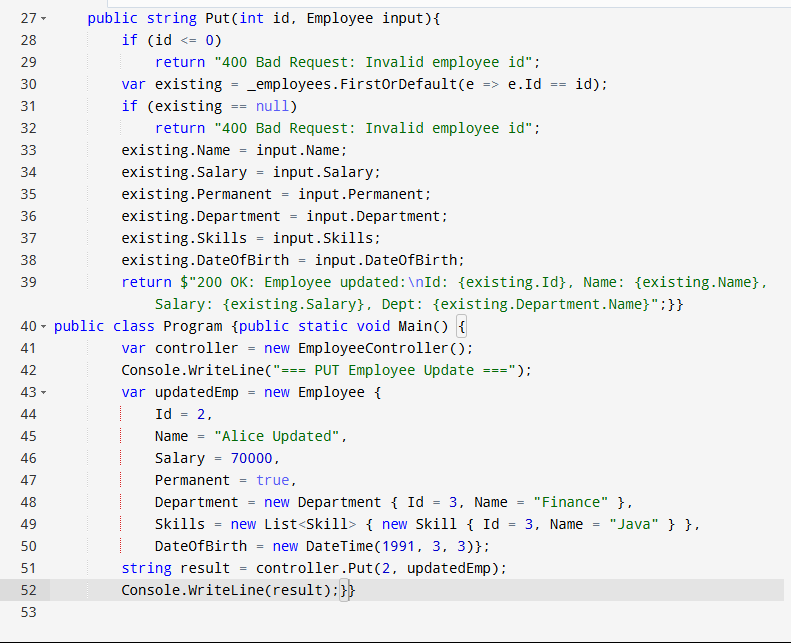 27 public string Put(int id, Employee input){
28 if (id <= 0)
29 return "400 Bad Request: Invalid employee id";
30 var existing = _employees.FirstOrDefault(e => e.Id == id);
31 if (existing == null)
32 return "400 Bad Request: Invalid employee id";
33 existing.Name = input.Name;
34 existing.Salary = input.Salary;
35 existing.Permanent = input.Permanent;
36 existing.Department = input.Department;
37 existing.Skills = input.Skills;
38 existing.DateOfBirth = input.DateOfBirth;
39 return $"200 OK: Employee updated:\nId: {existing.Id}, Name: {existing.Name},
Salary: {existing.Salary}, Dept: {existing.Department.Name}";}}
40 public class Program {public static void Main() {
41 var controller = new EmployeeController();
42 Console.WriteLine("=== PUT Employee Update ===");
43 var updatedEmp = new Employee {
44 Id = 2,
45 Name = "Alice Updated",
46 Salary = 70000,
47 Permanent = true,
48 Department = new Department { Id = 3, Name = "Finance" },
49 Skills = new List<Skill> { new Skill { Id = 3, Name = "Java" } },
50 DateOfBirth = new DateTime(1991, 3, 3)};
51 string result = controller.Put(2, updatedEmp);
52 Console.WriteLine(result);}}
53